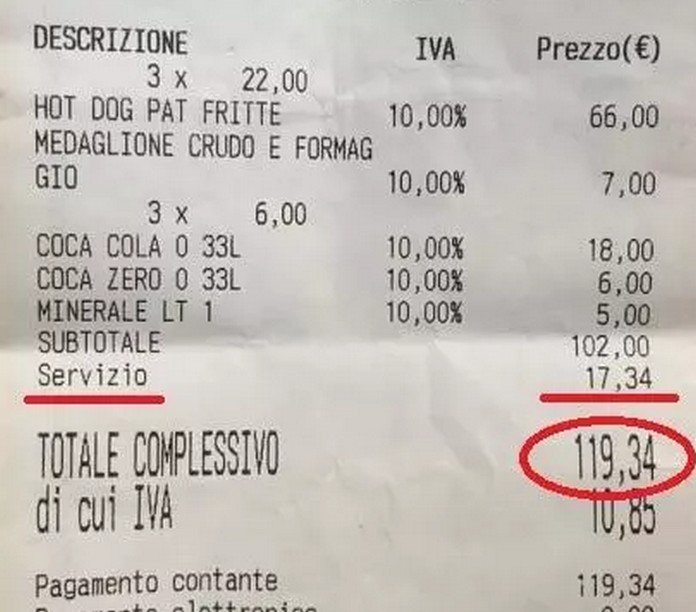 DESCRIZIONE IVA Prezzo(€)
3 x 22,00
HOT DOG PAT FRITTE 10,00% 66,00
MEDAGLIONE CRUDO E FORMAG
GIO 10,00% 7,00
3 x 6,00
COCA COLA 0 33L 10,00% 18,00
COCA ZERO 0 33L 10,00% 6,00
MINERALE LT 1 10,00% 5,00
SUBTOTALE 102,00
Servizio 17,34
TOTALE COMPLESSIVO 119,34
di cui IVA 10,85
Pagamento contante 119,34